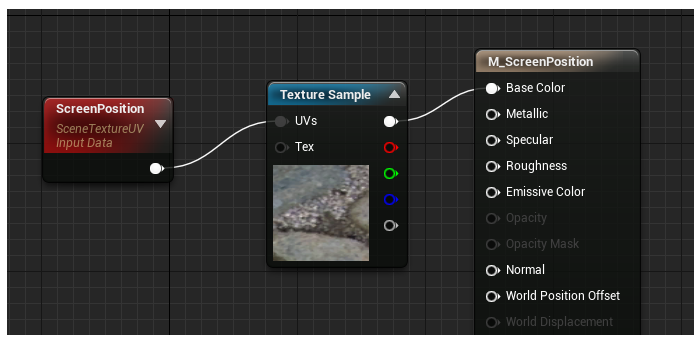 ScreenPosition
SceneTextureUV
Input Data
Texture Sample
UVs
Tex
M_ScreenPosition
Base Color
Metallic
Specular
Roughness
Emissive Color
Opacity
Opacity Mask
Normal
World Position Offset
World Displacement